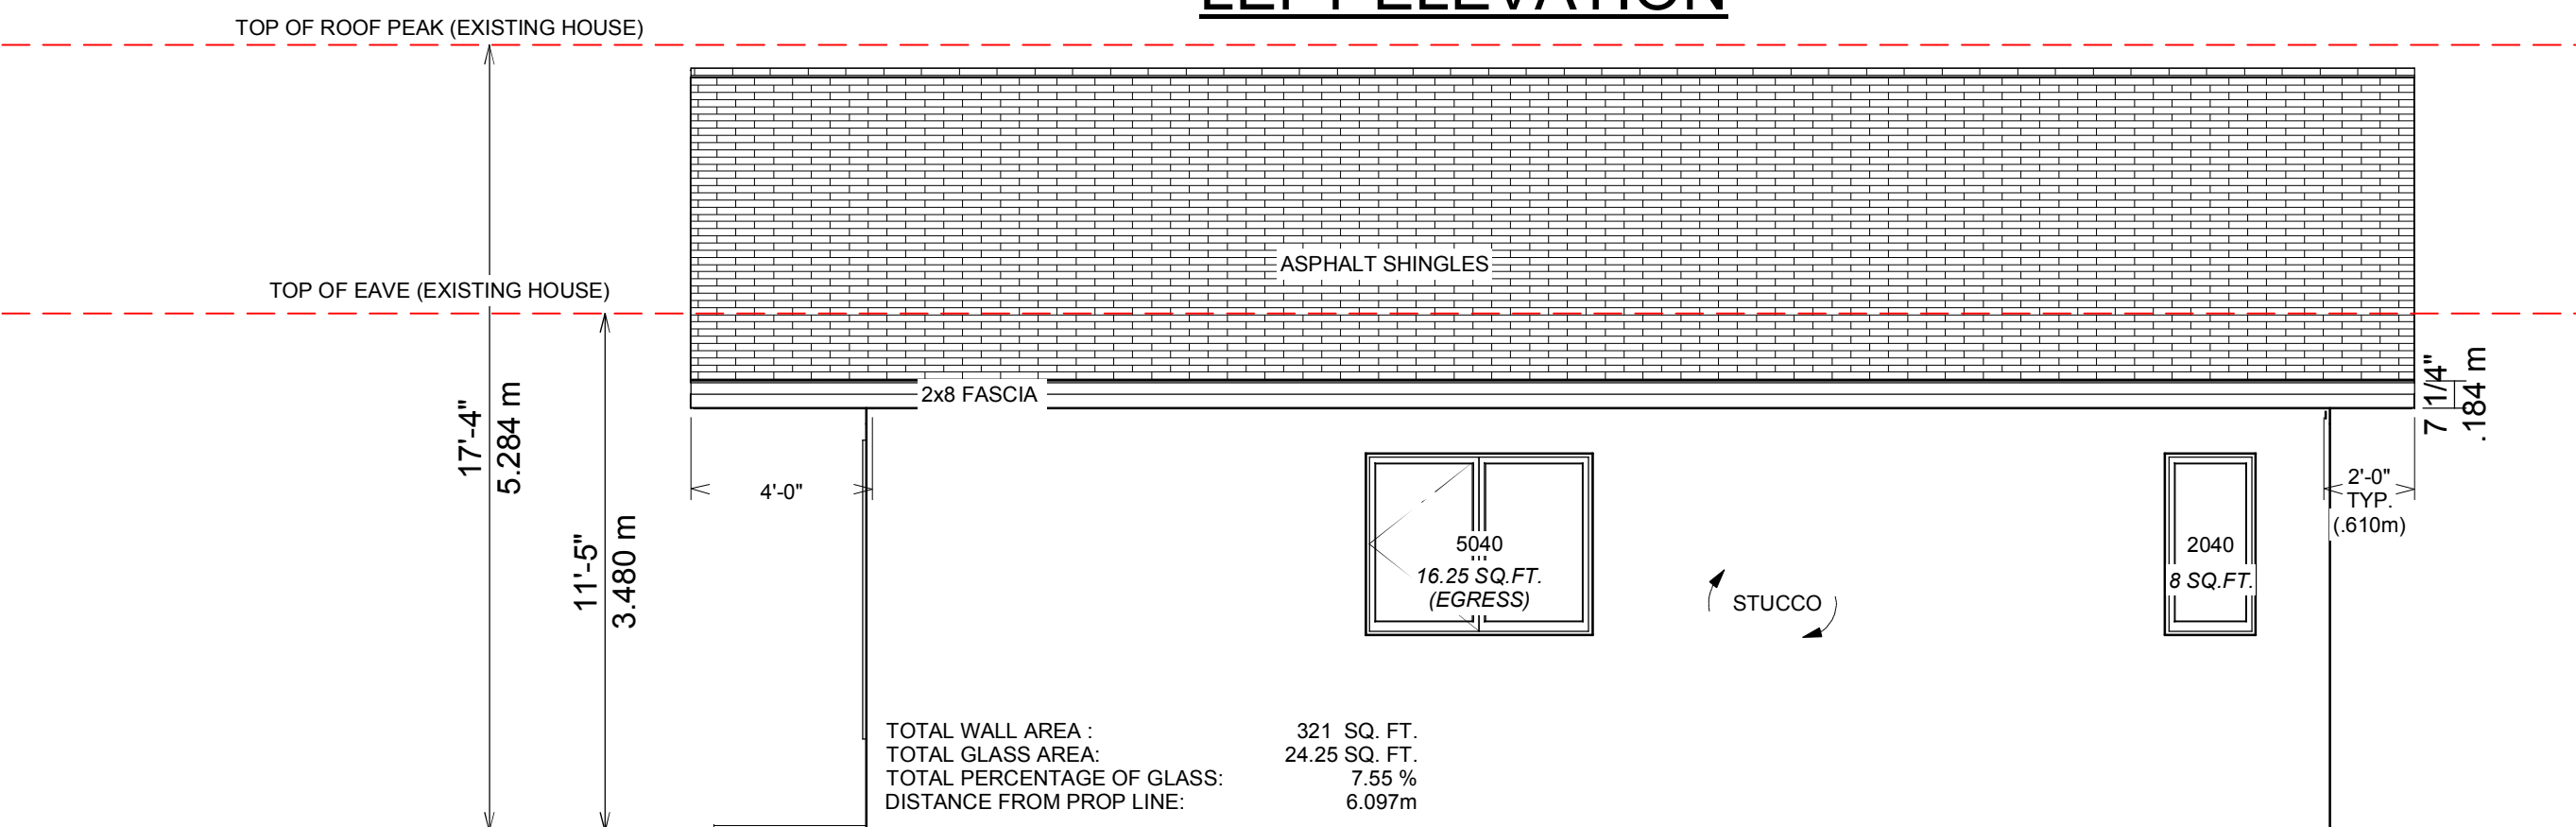 LEFT ELEVATION
TOP OF ROOF PEAK (EXISTING HOUSE)
ASPHALT SHINGLES
TOP OF EAVE (EXISTING HOUSE)
2x8 FASCIA
7 1/4"
.184 m
17'-4"
5.284 m
4'-0"
2'-0"
TYP.
(.610m)
11'-5"
3.480 m
5040
16.25 SQ.FT.
(EGRESS)
2040
8 SQ.FT.
STUCCO
TOTAL WALL AREA : 321 SQ. FT.
TOTAL GLASS AREA: 24.25 SQ. FT.
TOTAL PERCENTAGE OF GLASS: 7.55 %
DISTANCE FROM PROP LINE: 6.097m